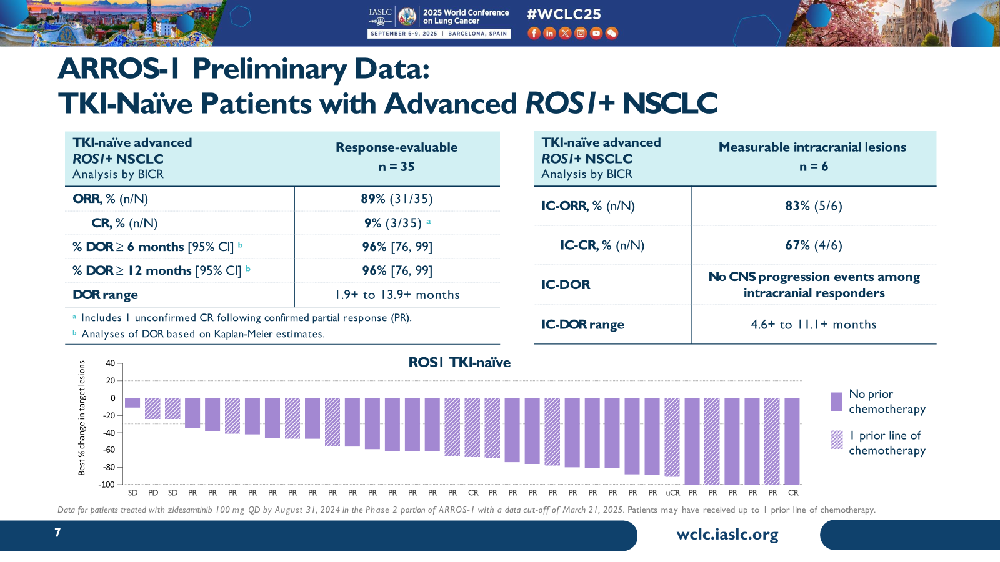 IASLC
2025 World Conference
on Lung Cancer
SEPTEMBER 6-9, 2025 | BARCELONA, SPAIN
#WCLC25
ARROS-1 Preliminary Data:
TKI-Naïve Patients with Advanced ROS1+ NSCLC
TKI-naïve advanced
ROS1+ NSCLC
Analysis by BICR
Response-evaluable
n = 35
ORR, % (n/N)
89% (31/35)
CR, % (n/N)
9% (3/35) a
% DOR ≥ 6 months [95% CI] b
96% [76, 99]
% DOR ≥ 12 months [95% CI] b
96% [76, 99]
DOR range
1.9+ to 13.9+ months
a Includes 1 unconfirmed CR following confirmed partial response (PR).
b Analyses of DOR based on Kaplan-Meier estimates.
TKI-naïve advanced
ROS1+ NSCLC
Analysis by BICR
Measurable intracranial lesions
n = 6
IC-ORR, % (n/N)
83% (5/6)
IC-CR, % (n/N)
67% (4/6)
IC-DOR
No CNS progression events among
intracranial responders
IC-DOR range
4.6+ to 11.1+ months
ROS1 TKI-naïve
Best % change in target lesions
40
20
0
-20
-40
-60
-80
-100
SD PD SD PR PR PR PR PR PR PR PR PR PR PR PR PR PR CR PR PR PR PR PR PR PR PR PR uCR PR PR PR PR PR CR
No prior
chemotherapy
1 prior line of
chemotherapy
Data for patients treated with zidesamtinib 100 mg QD by August 31, 2024 in the Phase 2 portion of ARROS-1 with a data cut-off of March 21, 2025. Patients may have received up to 1 prior line of chemotherapy.
7
wclc.iaslc.org